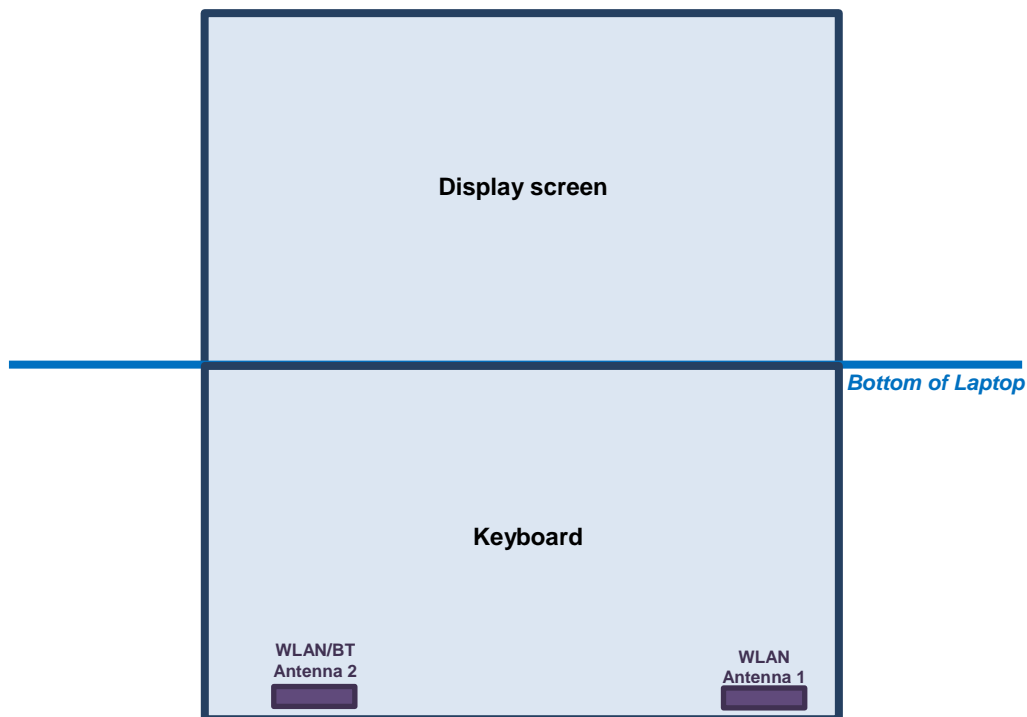 Display screen
Bottom of Laptop
Keyboard
WLAN/BT
Antenna 2
WLAN
Antenna 1